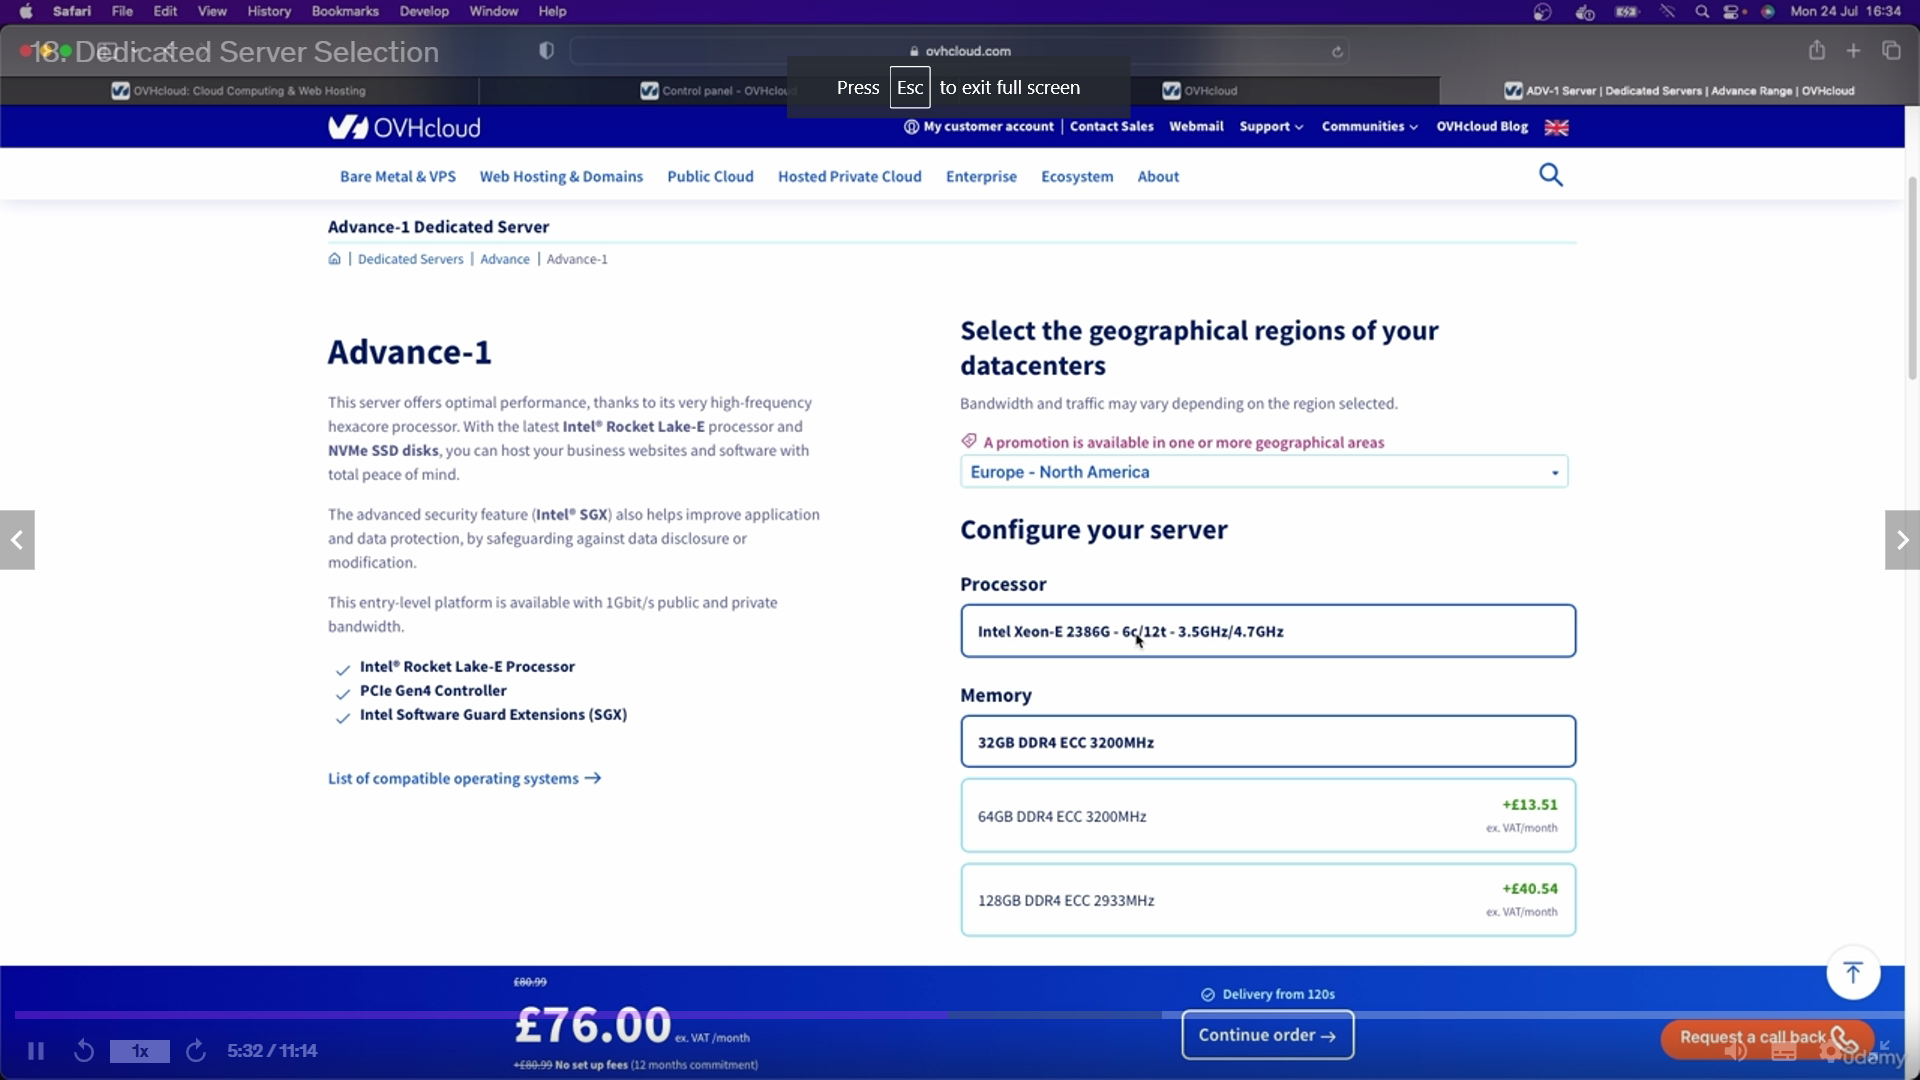 Safari File Edit View History Bookmarks Develop Window Help Mon 24 Jul 16:34
18. Dedicated Server Selection
ovhcloud.com
Press Esc to exit full screen
OVHcloud: Cloud Computing & Web Hosting
Control panel - OVHcloud
OVHcloud
ADV-1 Server | Dedicated Servers | Advance Range | OVHcloud
OVHcloud
My customer account | Contact Sales Webmail Support Communities OVHcloud Blog
Bare Metal & VPS Web Hosting & Domains Public Cloud Hosted Private Cloud Enterprise Ecosystem About
Advance-1 Dedicated Server
| Dedicated Servers | Advance | Advance-1
Advance-1
This server offers optimal performance, thanks to its very high-frequency
hexacore processor. With the latest Intel® Rocket Lake-E processor and
NVMe SSD disks, you can host your business websites and software with
total peace of mind.
The advanced security feature (Intel® SGX) also helps improve application
and data protection, by safeguarding against data disclosure or
modification.
This entry-level platform is available with 1Gbit/s public and private
bandwidth.
Intel® Rocket Lake-E Processor
PCIe Gen4 Controller
Intel Software Guard Extensions (SGX)
List of compatible operating systems →
Select the geographical regions of your
datacenters
Bandwidth and traffic may vary depending on the region selected.
A promotion is available in one or more geographical areas
Europe - North America
Configure your server
Processor
Intel Xeon-E 2386G - 6c/12t - 3.5GHz/4.7GHz
Memory
32GB DDR4 ECC 3200MHz
64GB DDR4 ECC 3200MHz
+£13.51
ex. VAT/month
128GB DDR4 ECC 2933MHz
+£40.54
ex. VAT/month
£80.99
£76.00 ex. VAT /month
+£80.99 No set up fees (12 months commitment)
Delivery from 120s
Continue order →
Request a call back
1x 5:32 / 11:14
udemy